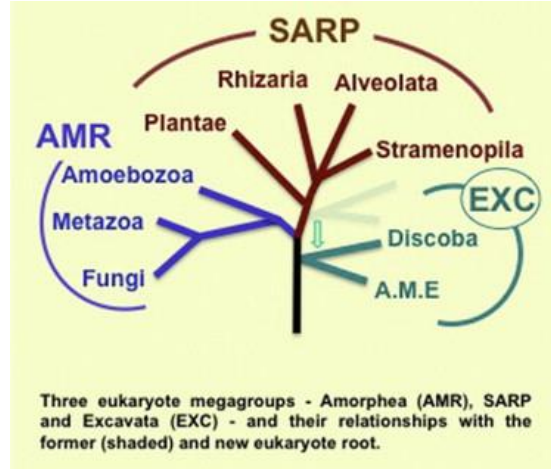 SARP
Rhizaria Alveolata
Plantae
AMR
Stramenopila
Amoebozoa
EXC
Metazoa
Discoba
Fungi
A.M.E
Three eukaryote megagroups - Amorphea (AMR), SARP
and Excavata (EXC) - and their relationships with the
former (shaded) and new eukaryote root.